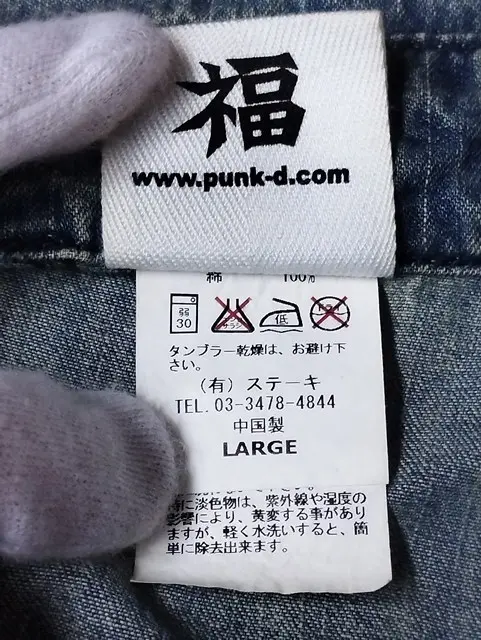 福
www.punk-d.com
綿 100%
弱
30
低
タンブラー乾燥は、お避け下
さい。
(有) ステーキ
TEL. 03-3478-4844
中国製
LARGE
特に淡色物は、紫外線や湿度の
影響により、黄変する事があり
ますが、軽く水洗いすると、簡
単に除去出来ます。